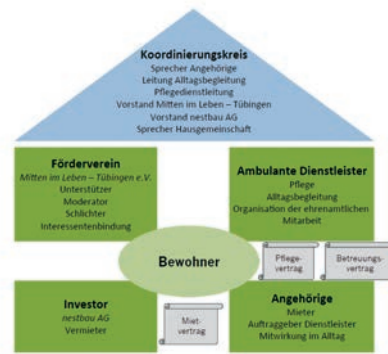 Koordinierungskreis
Sprecher Angehörige
Leitung Alltagsbegleitung
Pflegedienstleitung
Vorstand Mitten im Leben – Tübingen
Vorstand nestbau AG
Sprecher Hausgemeinschaft
Förderverein
Mitten im Leben – Tübingen e.V.
Unterstützer
Moderator
Schlichter
Interessentenbindung
Ambulante Dienstleister
Pflege
Alltagsbegleitung
Organisation der ehrenamtlichen
Mitarbeit
Bewohner
Pflege-
vertrag
Betreuungs-
vertrag
Investor
nestbau AG
Vermieter
Miet-
vertrag
Angehörige
Mieter
Auftraggeber Dienstleister
Mitwirkung im Alltag